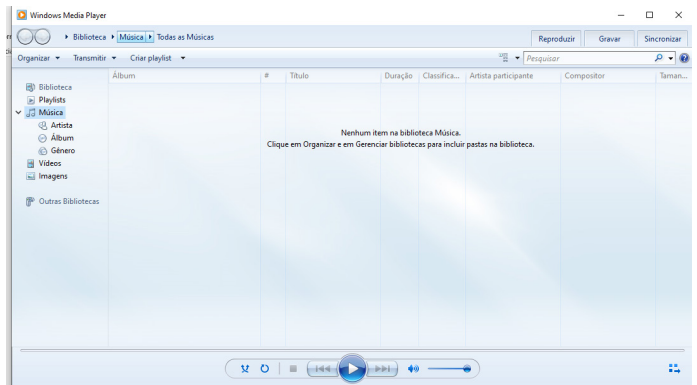 Windows Media Player
Biblioteca Música Todas as Músicas
Reproduzir Gravar Sincronizar
Organizar Transmitir Criar playlist
Pesquisar
Álbum # Título Duração Classifica... Artista participante Compositor Taman...
Biblioteca
Playlists
Música
Artista
Álbum
Gênero
Vídeos
Imagens
Outras Bibliotecas
Nenhum item na biblioteca Música.
Clique em Organizar e em Gerenciar bibliotecas para incluir pastas na biblioteca.